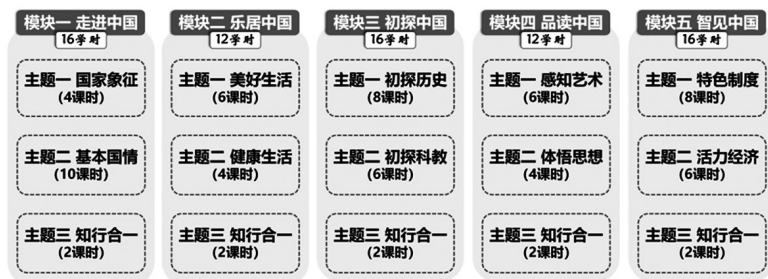 模块一 走进中国
16学时
主题一 国家象征
(4课时)
主题二 基本国情
(10课时)
主题三 知行合一
(2课时)
模块二 乐居中国
12学时
主题一 美好生活
(6课时)
主题二 健康生活
(4课时)
主题三 知行合一
(2课时)
模块三 初探中国
16学时
主题一 初探历史
(8课时)
主题二 初探科教
(6课时)
主题三 知行合一
(2课时)
模块四 品读中国
12学时
主题一 感知艺术
(6课时)
主题二 体悟思想
(4课时)
主题三 知行合一
(2课时)
模块五 智见中国
16学时
主题一 特色制度
(8课时)
主题二 活力经济
(6课时)
主题三 知行合一
(2课时)